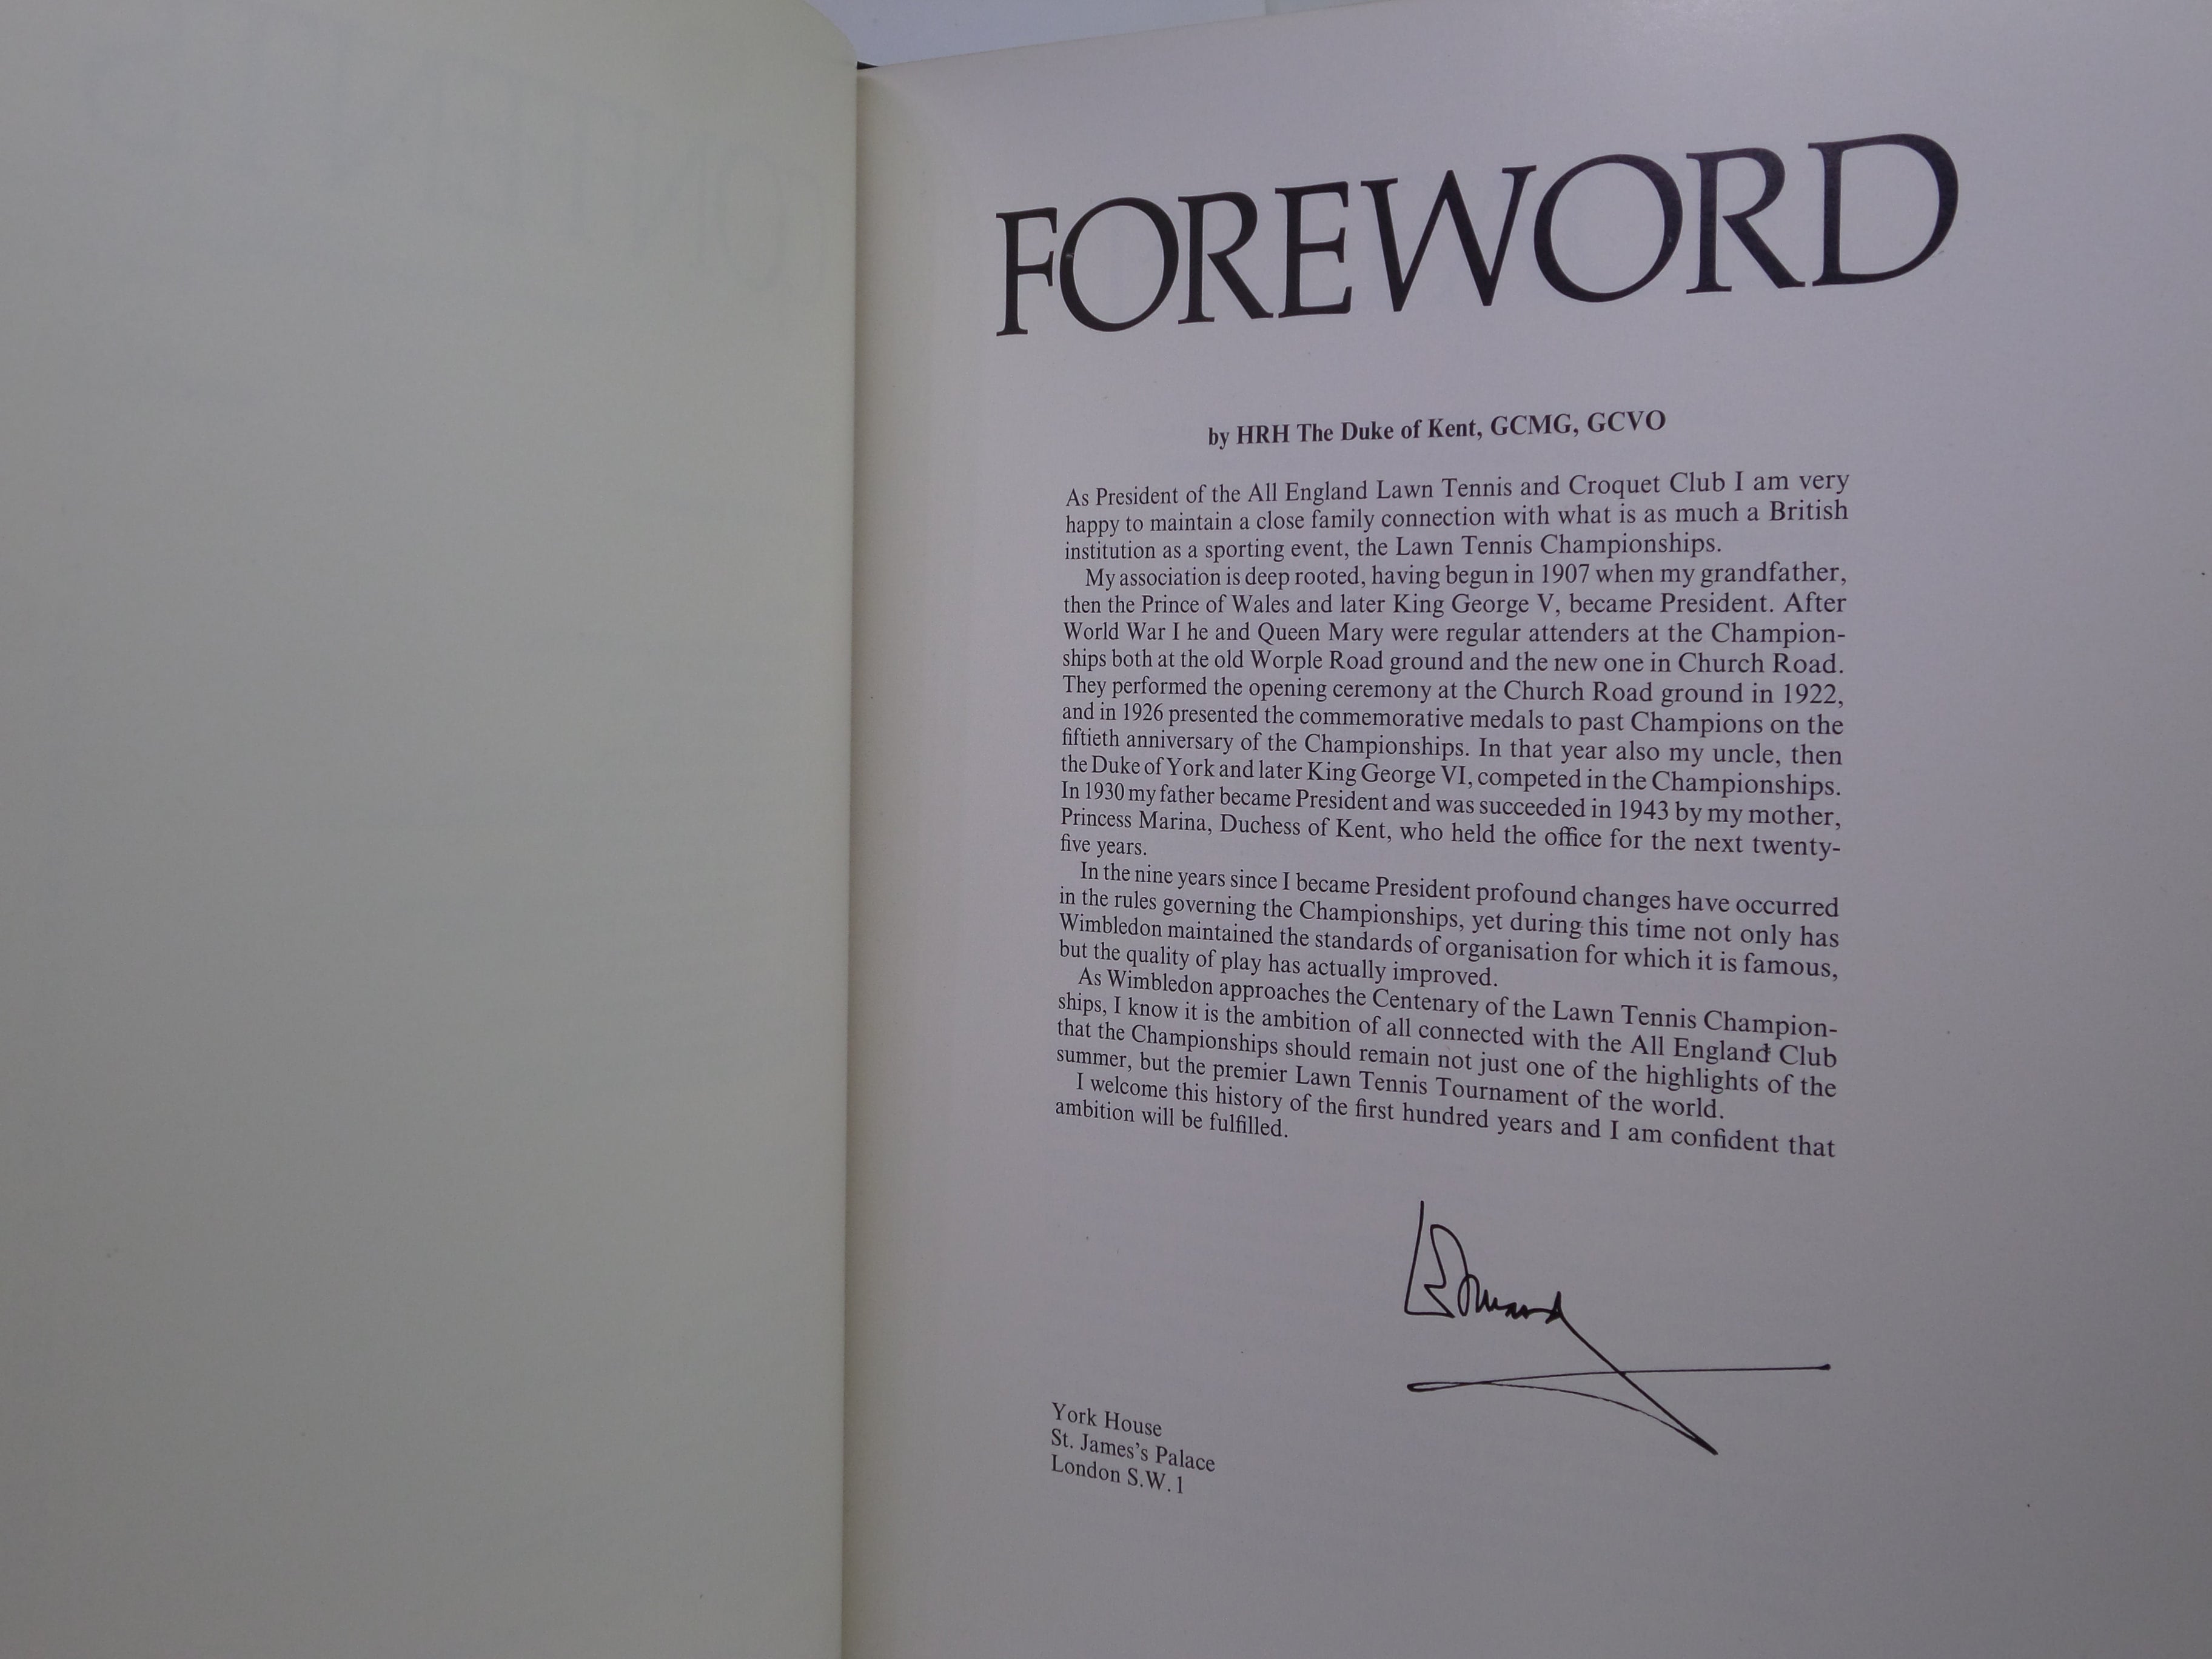 FOREWORD
by HRH The Duke of Kent, GCMG, GCVO
As President of the All England Lawn Tennis and Croquet Club I am very
happy to maintain a close family connection with what is as much a British
institution as a sporting event, the Lawn Tennis Championships.
My association is deep rooted, having begun in 1907 when my grandfather,
then the Prince of Wales and later King George V, became President. After
World War I he and Queen Mary were regular attenders at the Champion-
ships both at the old Worple Road ground and the new one in Church Road.
They performed the opening ceremony at the Church Road ground in 1922,
and in 1926 presented the commemorative medals to past Champions on the
fiftieth anniversary of the Championships. In that year also my uncle, then
the Duke of York and later King George VI, competed in the Championships.
In 1930 my father became President and was succeeded in 1943 by my mother,
Princess Marina, Duchess of Kent, who held the office for the next twenty-
five years.
In the nine years since I became President profound changes have occurred
in the rules governing the Championships, yet during this time not only has
Wimbledon maintained the standards of organisation for which it is famous,
but the quality of play has actually improved.
As Wimbledon approaches the Centenary of the Lawn Tennis Champion-
ships, I know it is the ambition of all connected with the All England Club
that the Championships should remain not just one of the highlights of the
summer, but the premier Lawn Tennis Tournament of the world.
I welcome this history of the first hundred years and I am confident that
ambition will be fulfilled.
Edward
York House
St. James's Palace
London S.W.1